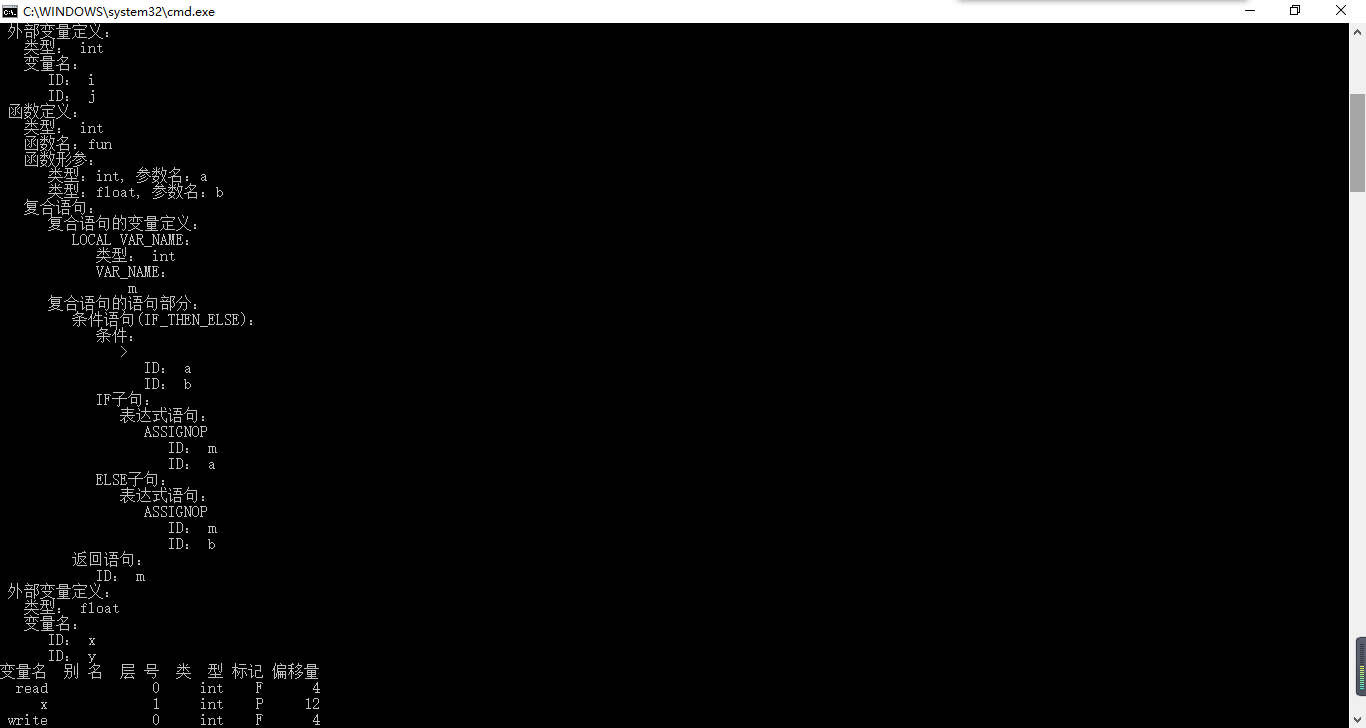 C:\WINDOWS\system32\cmd.exe
外部变量定义:
类型: int
变量名:
ID: i
ID: j
函数定义:
类型: int
函数名: fun
函数形参:
类型: int, 参数名: a
类型: float, 参数名: b
复合语句:
复合语句的变量定义:
LOCAL VAR_NAME:
类型: int
VAR_NAME:
m
复合语句的语句部分:
条件语句(IF_THEN_ELSE):
条件:
>
ID: a
ID: b
IF子句:
表达式语句:
ASSIGNOP
ID: m
ID: a
ELSE子句:
表达式语句:
ASSIGNOP
ID: m
ID: b
返回语句:
ID: m
外部变量定义:
类型: float
变量名:
ID: x
ID: y
变量名 别 名 层 号 类 型 标记 偏移量
read 0 int F 4
x 1 int P 12
write 0 int F 4